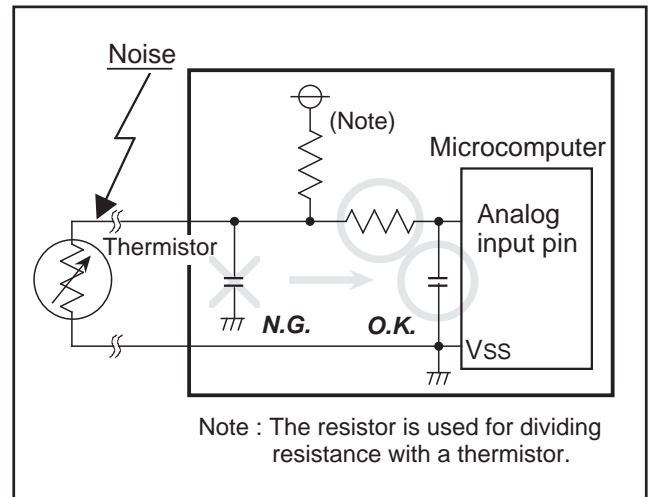 Noise
(Note)
Microcomputer
Analog
input pin
Thermistor
N.G.
O.K.
VSS
Note : The resistor is used for dividing
resistance with a thermistor.